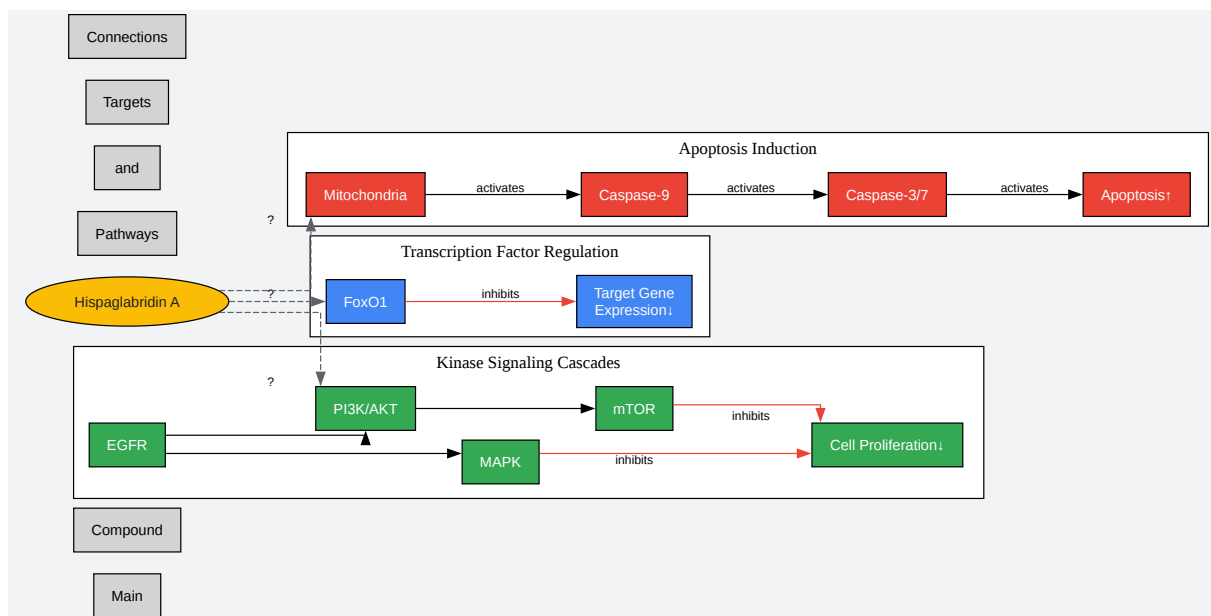 Connections
Targets
and
Apoptosis Induction
Mitochondria
activates
Caspase-9
activates
Caspase-3/7
activates
Apoptosis↑
Pathways
?
Transcription Factor Regulation
Hispaglabridin A
?
FoxO1
inhibits
Target Gene
Expression↓
Kinase Signaling Cascades
?
PI3K/AKT
mTOR
inhibits
EGFR
MAPK
inhibits
Cell Proliferation↓
Compound
Main